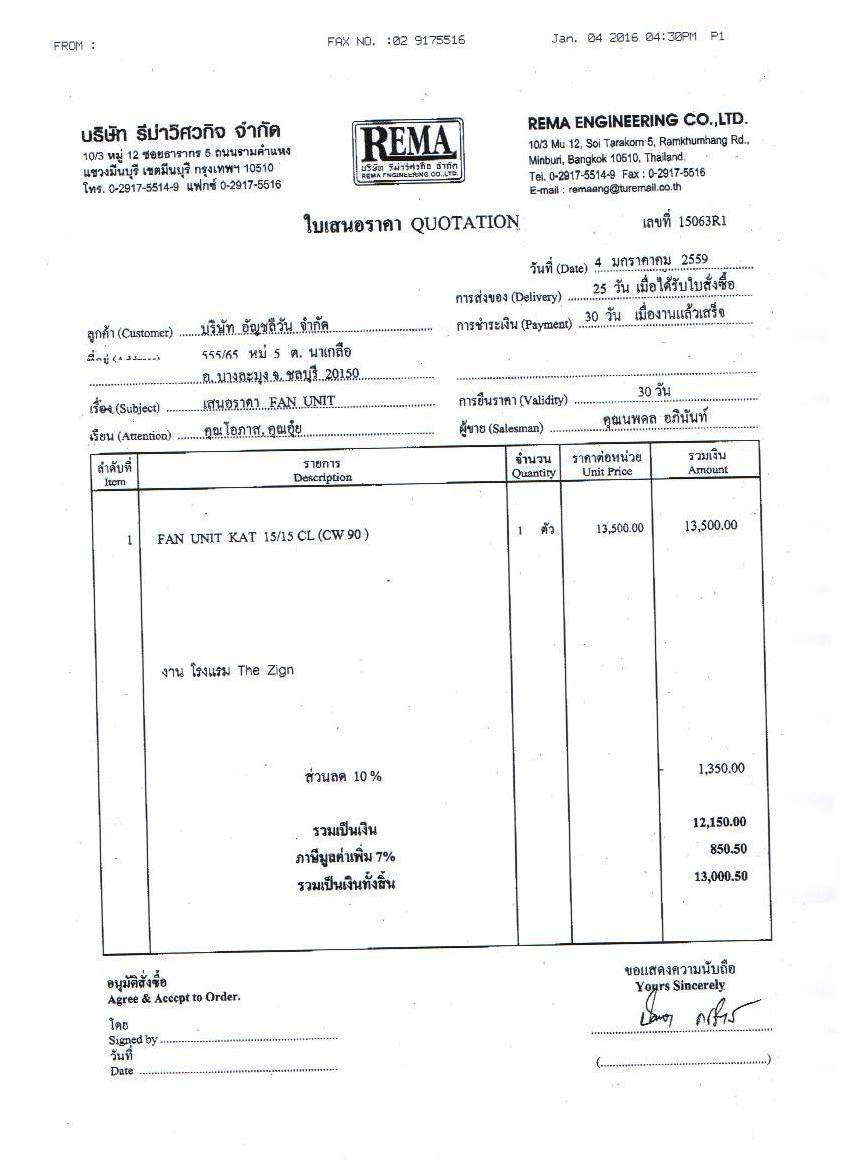 FROM :
FAX NO. :02 9175516
Jan. 04 2016 04:30PM P1
บริษัท รีม่าวิศวกิจ จำกัด
10/3 หมู่ 12 ซอยธารากร 5 ถนนรามคำแหง
แขวงมีนบุรี เขตมีนบุรี กรุงเทพฯ 10510
โทร. 0-2917-5514-9 แฟกซ์ 0-2917-5516
REMA
บริษัท รีม่าวิศวกิจ จำกัด
REMA ENGINEERING CO.,LTD.
REMA ENGINEERING CO.,LTD.
10/3 Mu 12, Soi Tarakorn 5, Ramkhumhang Rd.,
Minburi, Bangkok 10610, Thailand.
Tel. 0-2917-5514-9 Fax : 0-2917-5516
E-mail : remaeng@truemail.co.th
ใบเสนอราคา QUOTATION
เลขที่ 15063R1
วันที่ (Date) 4 มกราคาคม 2559
การส่งของ (Delivery) 25 วัน เมื่อได้รับใบสั่งซื้อ
ลูกค้า (Customer) บริษัท อัญชลีวัน จำกัด
การชำระเงิน (Payment) 30 วัน เมื่องานแล้วเสร็จ
ที่อยู่ 555/65 หมู่ 5 ต. นาเกลือ
อ. บางละมุง จ. ชลบุรี 20150
เรื่อง (Subject) เสนอราคา FAN UNIT
การยืนราคา (Validity) 30 วัน
เรียน (Attention) คุณโอภาส, คุณอุ๋ย
ผู้ขาย (Salesman) คุณนพดล อภินันท์
ลำดับที่ รายการ จำนวน ราคาต่อหน่วย รวมเงิน
Item Description Quantity Unit Price Amount
1 FAN UNIT KAT 15/15 CL (CW 90 ) 1 ตัว 13,500.00 13,500.00
งาน โรงแรม The Zign
ส่วนลด 10 % - 1,350.00
รวมเป็นเงิน 12,150.00
ภาษีมูลค่าเพิ่ม 7% 850.50
รวมเป็นเงินทั้งสิ้น 13,000.50
อนุมัติสั่งซื้อ
Agree & Accept to Order.
ขอแสดงความนับถือ
Yours Sincerely
โดย
Signed by
วันที่
Date
(
)